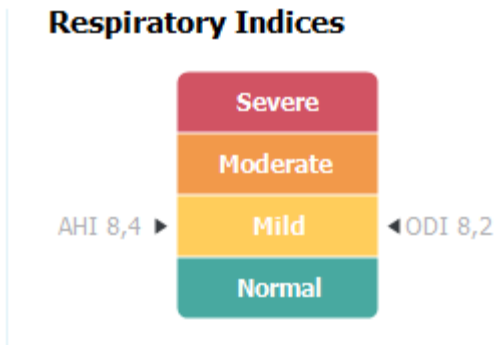 Respiratory Indices
Severe
Moderate
AHI 8,4 Mild ODI 8,2
Normal